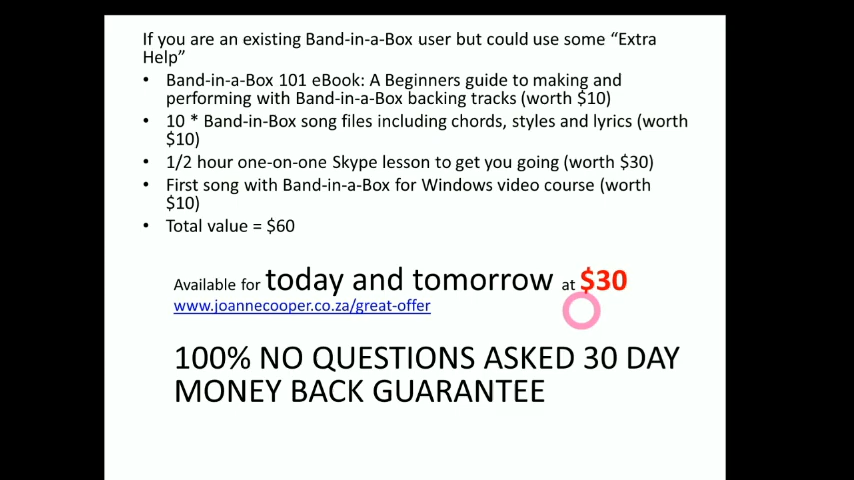 If you are an existing Band-in-a-Box user but could use some “Extra
Help”
• Band-in-a-Box 101 eBook: A Beginners guide to making and
performing with Band-in-a-Box backing tracks (worth $10)
• 10 * Band-in-Box song files including chords, styles and lyrics (worth
$10)
• 1/2 hour one-on-one Skype lesson to get you going (worth $30)
• First song with Band-in-a-Box for Windows video course (worth
$10)
• Total value = $60
Available for today and tomorrow at $30
www.joannecooper.co.za/great-offer
100% NO QUESTIONS ASKED 30 DAY
MONEY BACK GUARANTEE